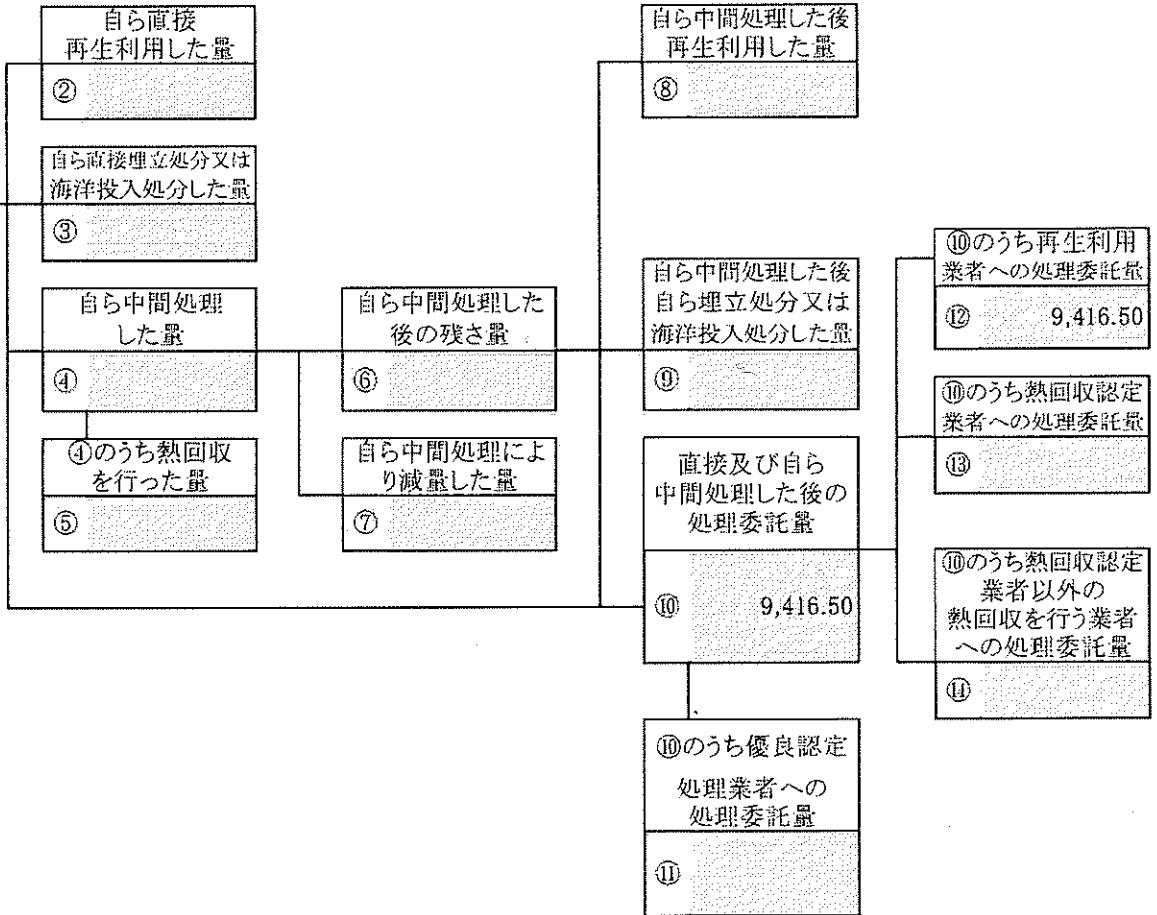 自ら直接
再生利用した量
②
自ら直接埋立処分又は
海洋投入処分した量
③
自ら中間処理
した量
④
④のうち熱回収
を行った量
⑤
自ら中間処理した
後の残さ量
⑥
自ら中間処理によ
り減量した量
⑦
自ら中間処理した後
再生利用した量
⑧
自ら中間処理した後
自ら埋立処分又は
海洋投入処分した量
⑨
直接及び自ら
中間処理した後の
処理委託量
⑩ 9,416.50
⑩のうち優良認定
処理業者への
処理委託量
⑪
⑩のうち再生利用
業者への処理委託量
⑫ 9,416.50
⑩のうち熱回収認定
業者への処理委託量
⑬
⑩のうち熱回収認定
業者以外の
熱回収を行う業者
への処理委託量
⑭